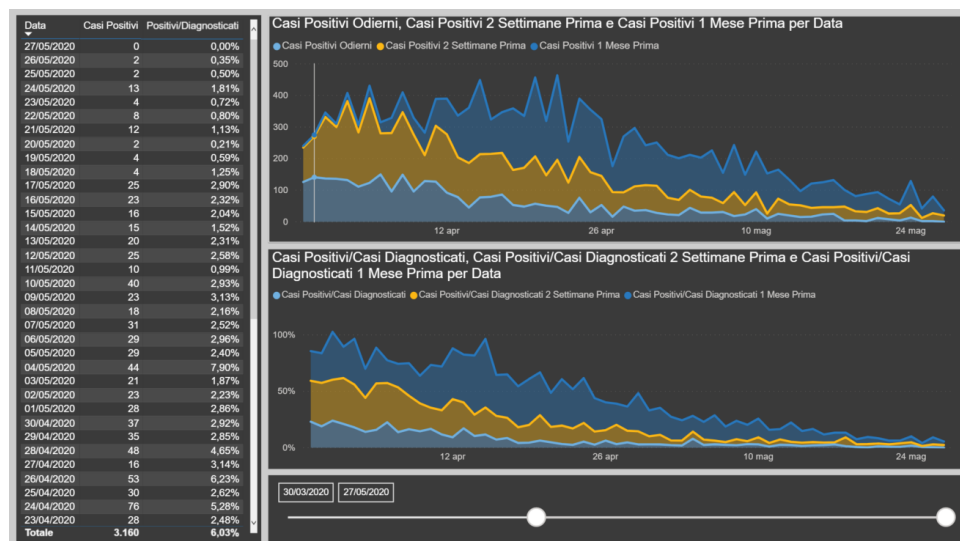 Data Casi Positivi Positivi/Diagnosticati
27/05/2020 0 0,00%
26/05/2020 2 0,35%
25/05/2020 2 0,50%
24/05/2020 13 1,81%
23/05/2020 4 0,72%
22/05/2020 8 0,80%
21/05/2020 12 1,13%
20/05/2020 2 0,21%
19/05/2020 4 0,59%
18/05/2020 4 1,25%
17/05/2020 25 2,90%
16/05/2020 23 2,32%
15/05/2020 16 2,04%
14/05/2020 15 1,52%
13/05/2020 20 2,31%
12/05/2020 25 2,58%
11/05/2020 10 0,99%
10/05/2020 40 2,93%
09/05/2020 23 3,13%
08/05/2020 18 2,16%
07/05/2020 31 2,52%
06/05/2020 29 2,96%
05/05/2020 29 2,40%
04/05/2020 44 7,90%
03/05/2020 21 1,87%
02/05/2020 23 2,23%
01/05/2020 28 2,86%
30/04/2020 37 2,92%
29/04/2020 35 2,85%
28/04/2020 48 4,65%
27/04/2020 16 3,14%
26/04/2020 53 6,23%
25/04/2020 30 2,62%
24/04/2020 76 5,28%
23/04/2020 28 2,48%
Totale 3.160 6,03%
Casi Positivi Odierni, Casi Positivi 2 Settimane Prima e Casi Positivi 1 Mese Prima per Data
Casi Positivi Odierni Casi Positivi 2 Settimane Prima Casi Positivi 1 Mese Prima
500
400
300
200
100
0
12 apr 26 apr 10 mag 24 mag
Casi Positivi/Casi Diagnosticati, Casi Positivi/Casi Diagnosticati 2 Settimane Prima e Casi Positivi/Casi
Diagnosticati 1 Mese Prima per Data
Casi Positivi/Casi Diagnosticati Casi Positivi/Casi Diagnosticati 2 Settimane Prima Casi Positivi/Casi Diagnosticati 1 Mese Prima
100%
50%
0%
12 apr 26 apr 10 mag 24 mag
30/03/2020 27/05/2020